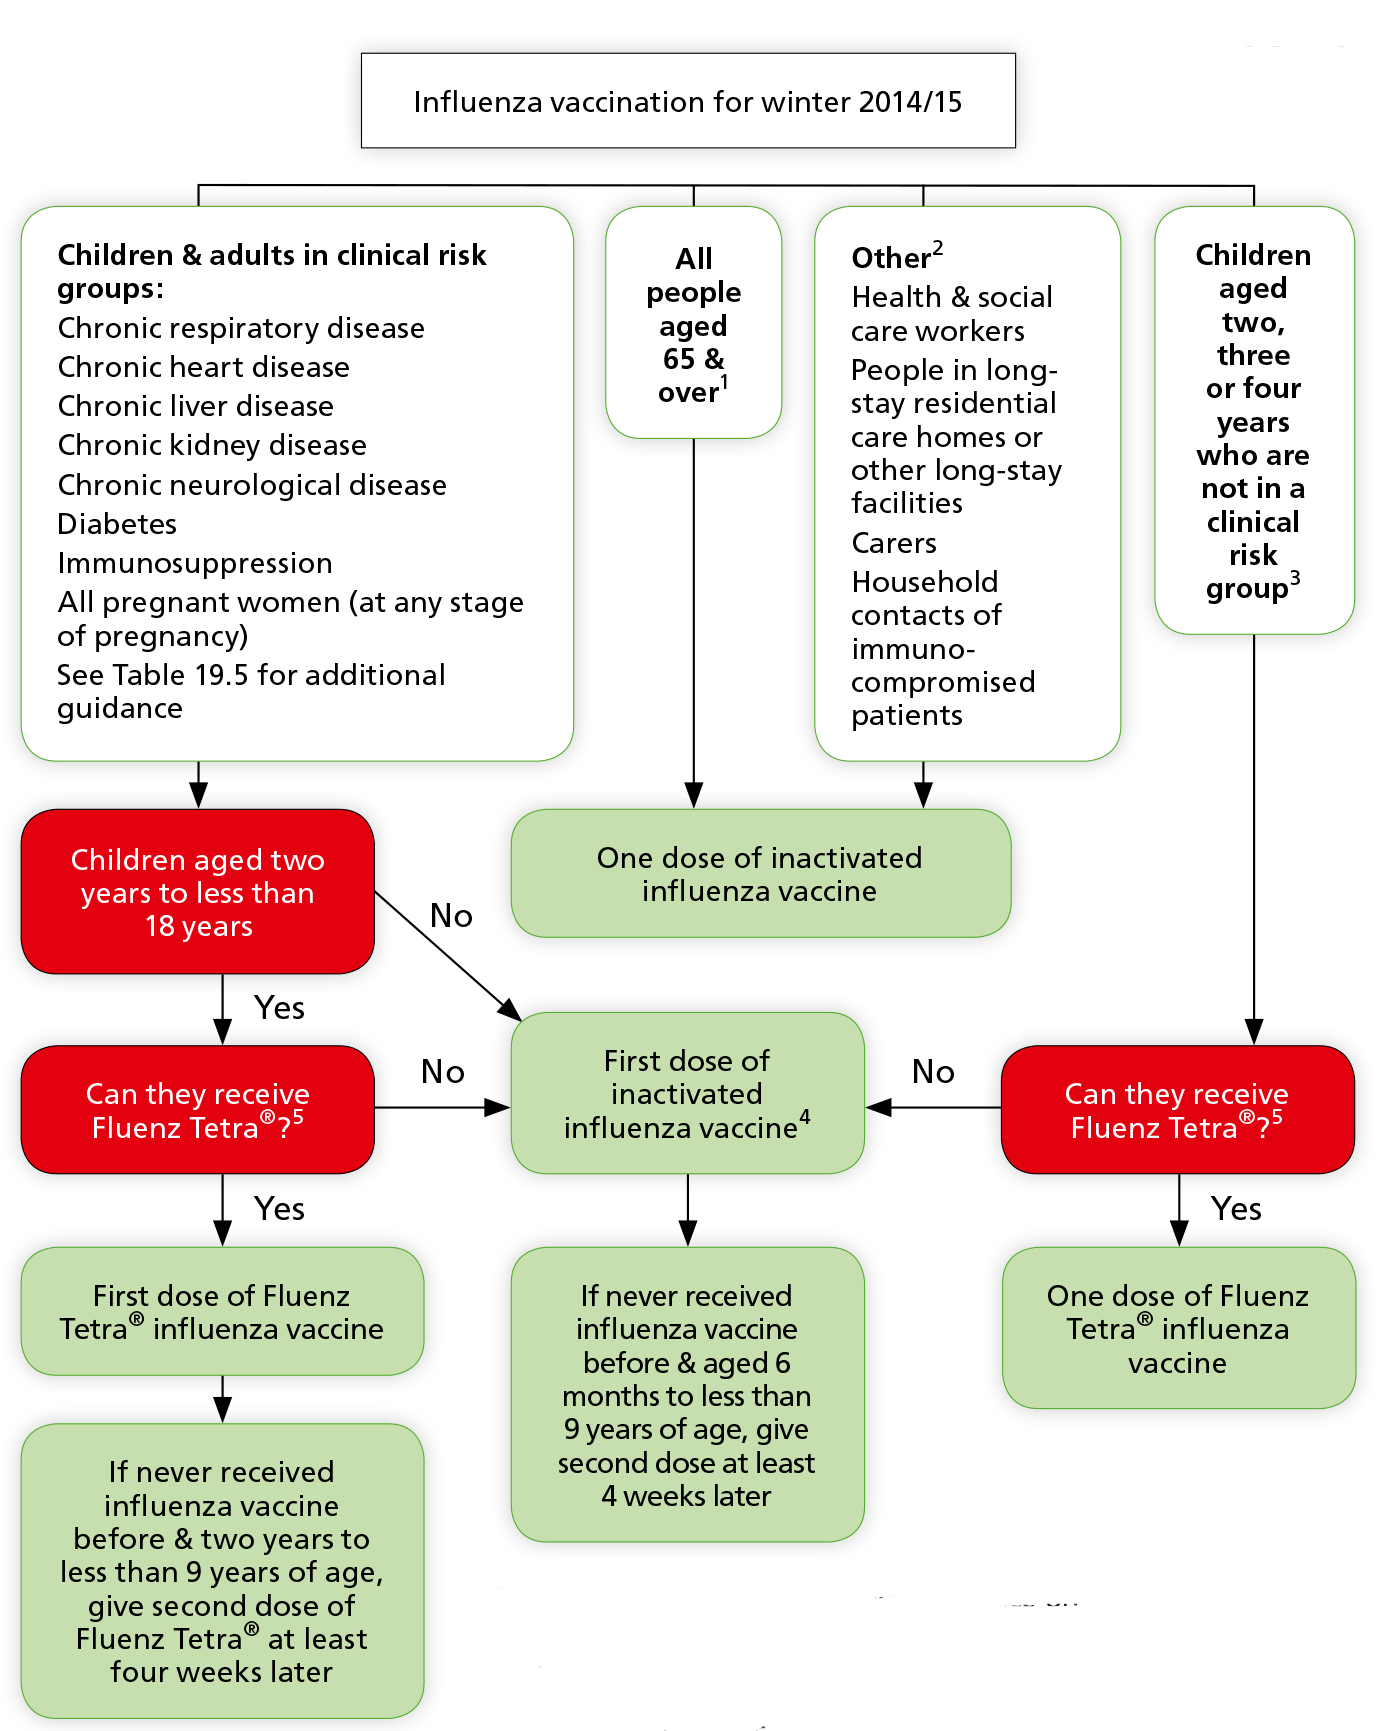 Influenza vaccination for winter 2014/15
Children & adults in clinical risk
groups:
Chronic respiratory disease
Chronic heart disease
Chronic liver disease
Chronic kidney disease
Chronic neurological disease
Diabetes
Immunosuppression
All pregnant women (at any stage
of pregnancy)
See Table 19.5 for additional
guidance
All
people
aged
65 &
over1
Other2
Health & social
care workers
People in long-
stay residential
care homes or
other long-stay
facilities
Carers
Household
contacts of
immuno-
compromised
patients
Children
aged
two,
three
or four
years
who are
not in a
clinical
risk
group3
Children aged two
years to less than
18 years
No
Yes
One dose of inactivated
influenza vaccine
Can they receive
Fluenz Tetra®?5
No
Yes
First dose of
inactivated
influenza vaccine4
No
Can they receive
Fluenz Tetra®?5
Yes
First dose of Fluenz
Tetra® influenza vaccine
If never received
influenza vaccine
before & two years to
less than 9 years of age,
give second dose of
Fluenz Tetra® at least
four weeks later
If never received
influenza vaccine
before & aged 6
months to less than
9 years of age, give
second dose at least
4 weeks later
One dose of Fluenz
Tetra® influenza
vaccine